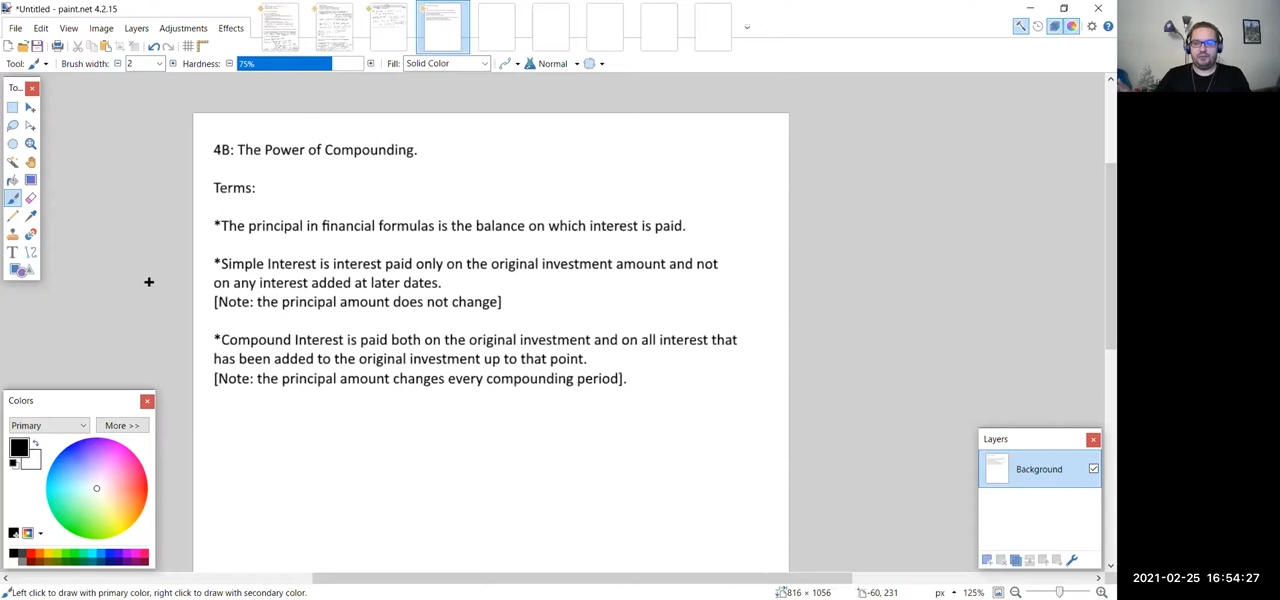 *Untitled - paint.net 4.2.15
File Edit View Image Layers Adjustments Effects
Tool: Brush width: 2 Hardness: 75% Fill: Solid Color Normal
To...
4B: The Power of Compounding.
Terms:
*The principal in financial formulas is the balance on which interest is paid.
*Simple Interest is interest paid only on the original investment amount and not
on any interest added at later dates.
[Note: the principal amount does not change]
*Compound Interest is paid both on the original investment and on all interest that
has been added to the original investment up to that point.
[Note: the principal amount changes every compounding period].
Colors
Primary More >>
Layers
Background
2021-02-25 16:54:27
Left click to draw with primary color, right click to draw with secondary color. 816 × 1056 -60, 231 px 125%